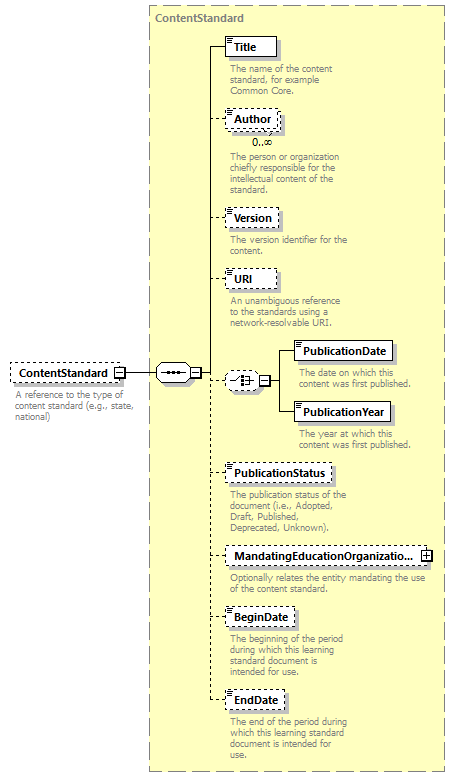 ContentStandard
Title
The name of the content
standard, for example
Common Core.
Author
0..∞
The person or organization
chiefly responsible for the
intellectual content of the
standard.
Version
The version identifier for the
content.
URI
An unambiguous reference
to the standards using a
network-resolvable URI.
ContentStandard
A reference to the type of
content standard (e.g., state,
national)
PublicationDate
The date on which this
content was first published.
PublicationYear
The year at which this
content was first published.
PublicationStatus
The publication status of the
document (i.e., Adopted,
Draft, Published,
Deprecated, Unknown).
MandatingEducationOrganizatio...
Optionally relates the entity mandating the use
of the content standard.
BeginDate
The beginning of the period
during which this learning
standard document is
intended for use.
EndDate
The end of the period during
which this learning standard
document is intended for
use.